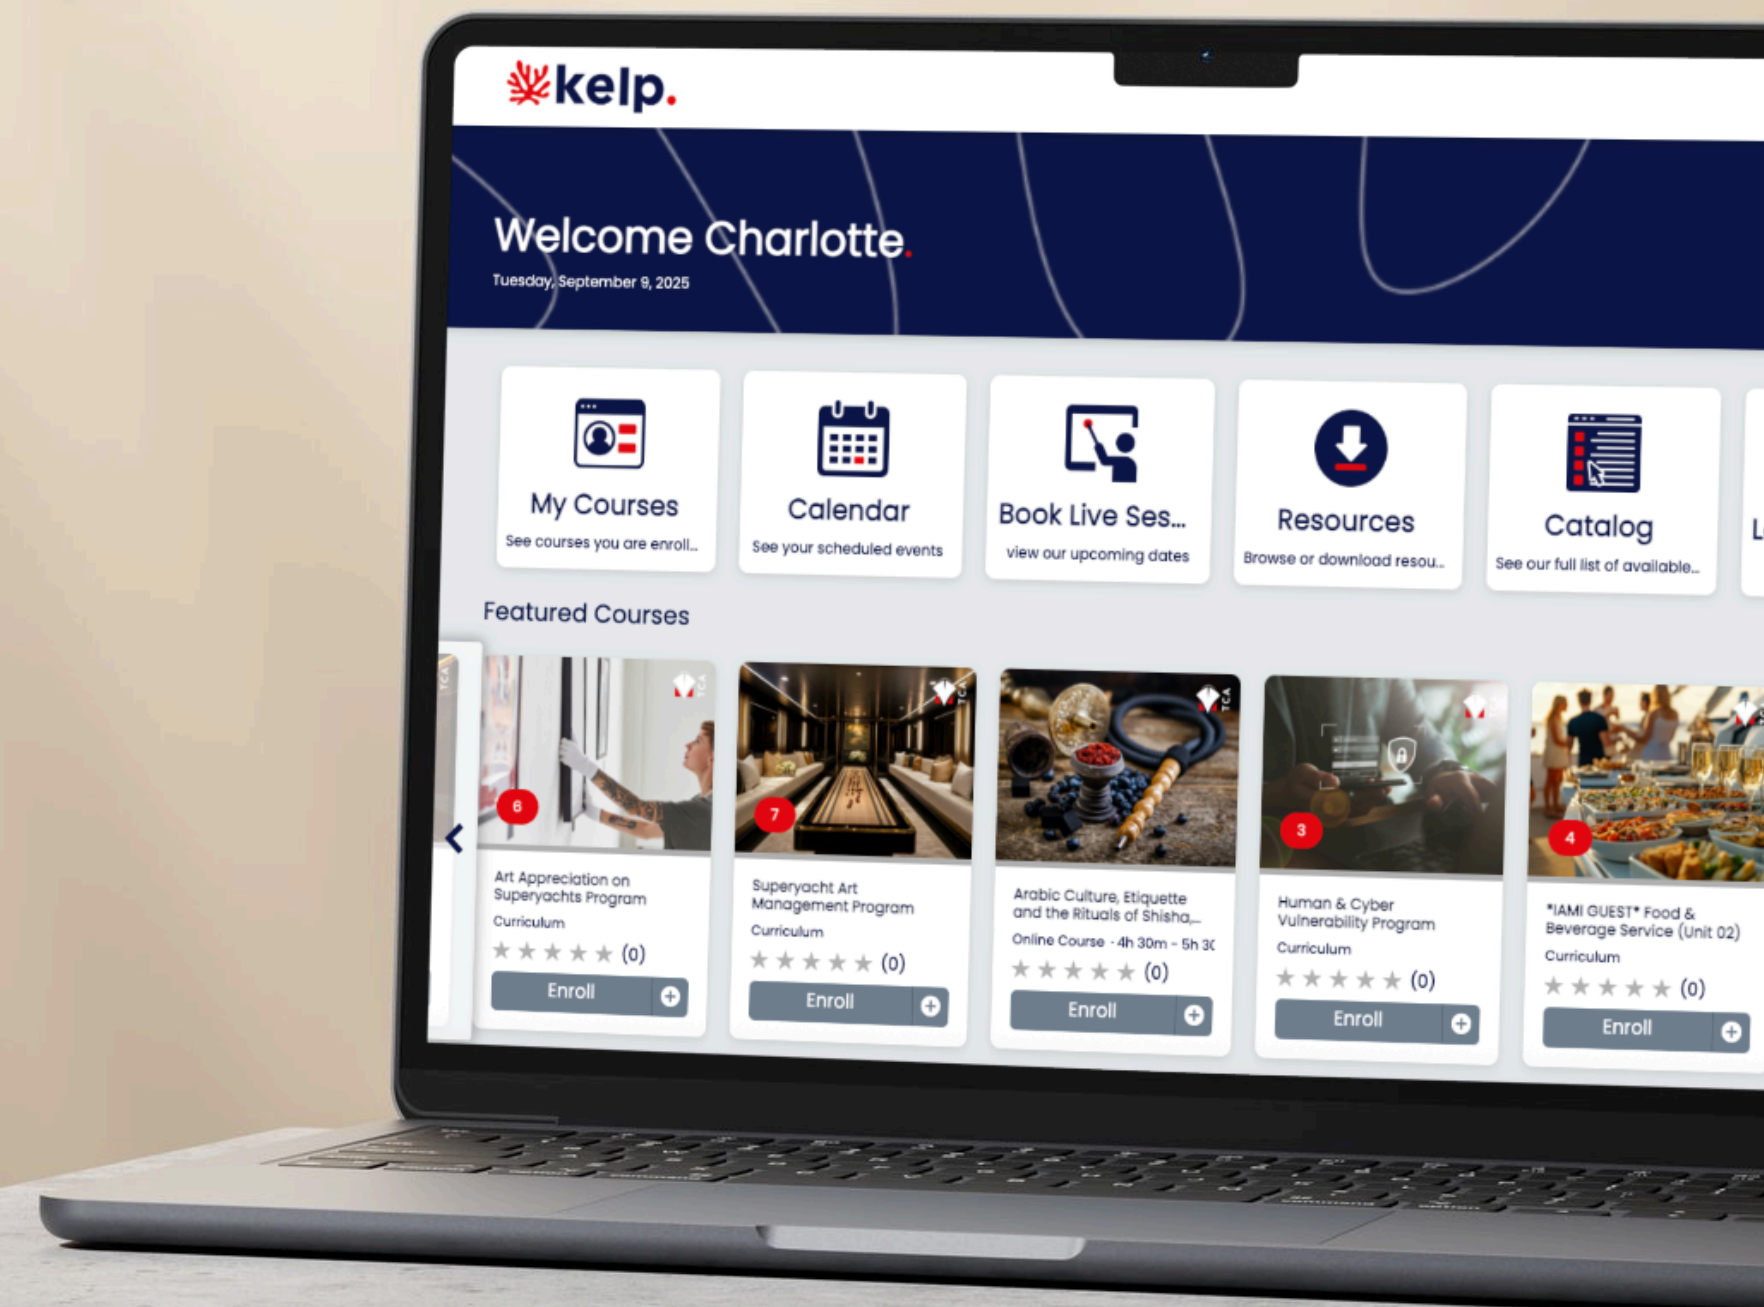 kelp.
Welcome Charlotte.
Tuesday, September 9, 2025
My Courses
See courses you are enroll...
Calendar
See your scheduled events
Book Live Ses...
view our upcoming dates
Resources
Browse or download resou...
Catalog
See our full list of available...
Featured Courses
TCA
TCA
TCA
TCA
6
7
3
4
Art Appreciation on
Superyachts Program
Curriculum
(0)
Enroll
Superyacht Art
Management Program
Curriculum
(0)
Enroll
Arabic Culture, Etiquette
and the Rituals of Shisha,...
Online Course - 4h 30m - 5h 30
(0)
Enroll
Human & Cyber
Vulnerability Program
Curriculum
(0)
Enroll
*IAMI GUEST* Food &
Beverage Service (Unit 02)
Curriculum
(0)
Enroll